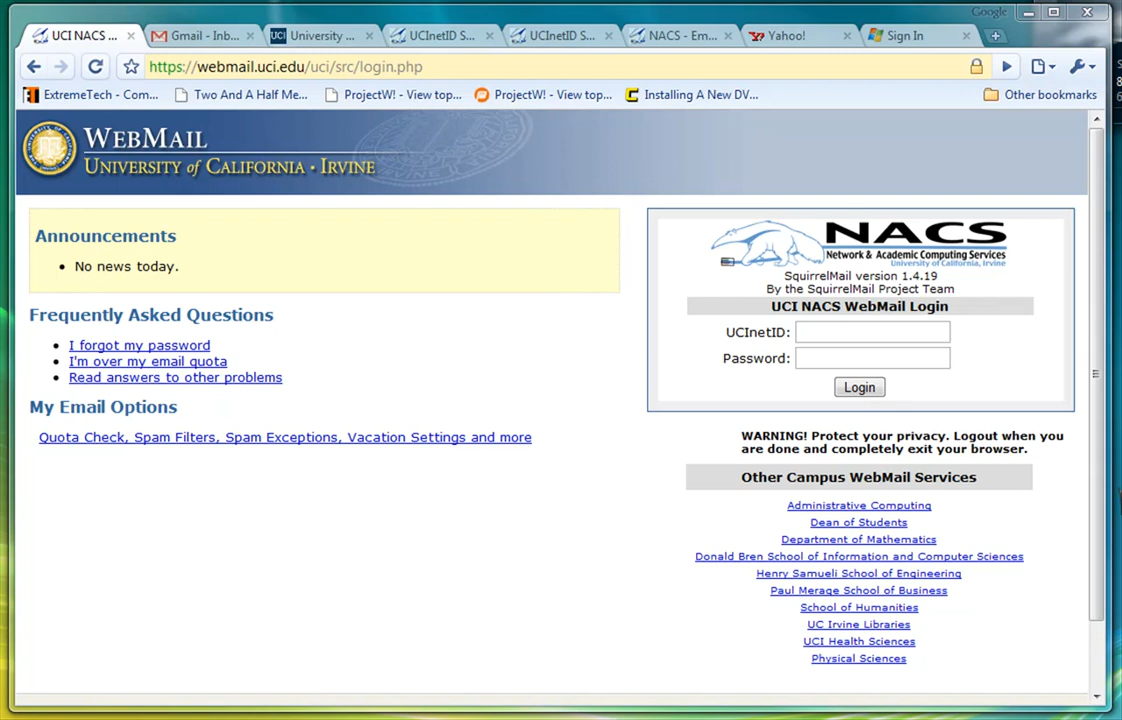 Google
UCI NACS ...
Gmail - Inb...
University ...
UCInetID S...
UCInetID S...
NACS - Em...
Yahoo!
Sign In
https://webmail.uci.edu/uci/src/login.php
ExtremeTech - Com...
Two And A Half Me...
ProjectW! - View top...
ProjectW! - View top...
Installing A New DV...
Other bookmarks
WEBMAIL
UNIVERSITY of CALIFORNIA · IRVINE
Announcements
• No news today.
Frequently Asked Questions
• I forgot my password
• I'm over my email quota
• Read answers to other problems
My Email Options
Quota Check, Spam Filters, Spam Exceptions, Vacation Settings and more
NACS
Network & Academic Computing Services
University of California, Irvine
SquirrelMail version 1.4.19
By the SquirrelMail Project Team
UCI NACS WebMail Login
UCInetID:
Password:
Login
WARNING! Protect your privacy. Logout when you
are done and completely exit your browser.
Other Campus WebMail Services
Administrative Computing
Dean of Students
Department of Mathematics
Donald Bren School of Information and Computer Sciences
Henry Samueli School of Engineering
Paul Merage School of Business
School of Humanities
UC Irvine Libraries
UCI Health Sciences
Physical Sciences